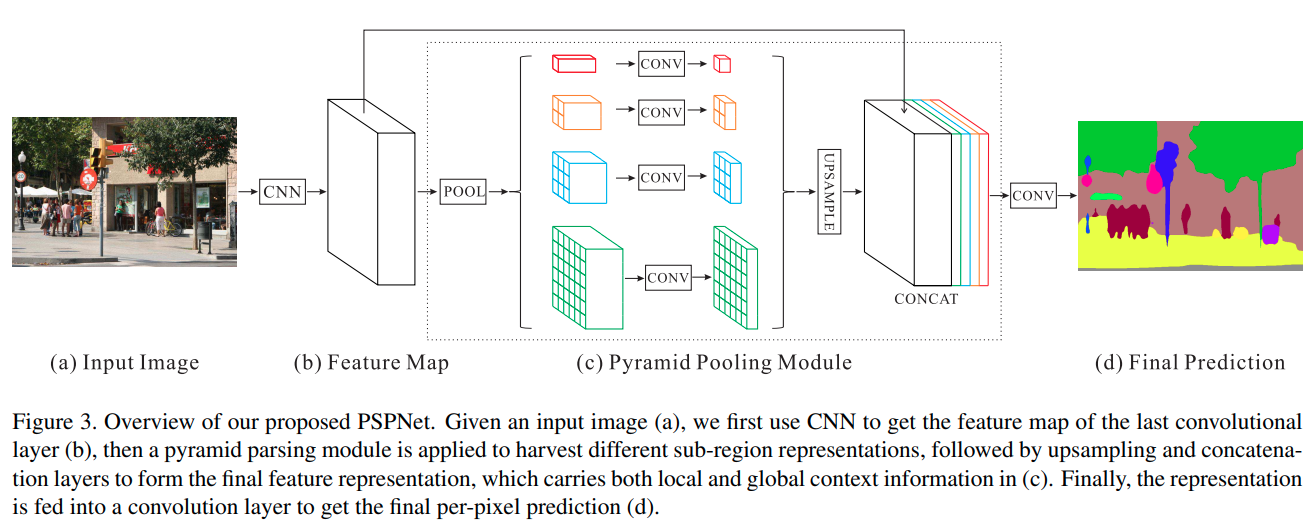 CONV
CONV
CNN
POOL
CONV
UPSAMPLE
CONV
CONV
CONCAT
(a) Input Image
(b) Feature Map
(c) Pyramid Pooling Module
(d) Final Prediction
Figure 3. Overview of our proposed PSPNet. Given an input image (a), we first use CNN to get the feature map of the last convolutional
layer (b), then a pyramid parsing module is applied to harvest different sub-region representations, followed by upsampling and concatena-
tion layers to form the final feature representation, which carries both local and global context information in (c). Finally, the representation
is fed into a convolution layer to get the final per-pixel prediction (d).